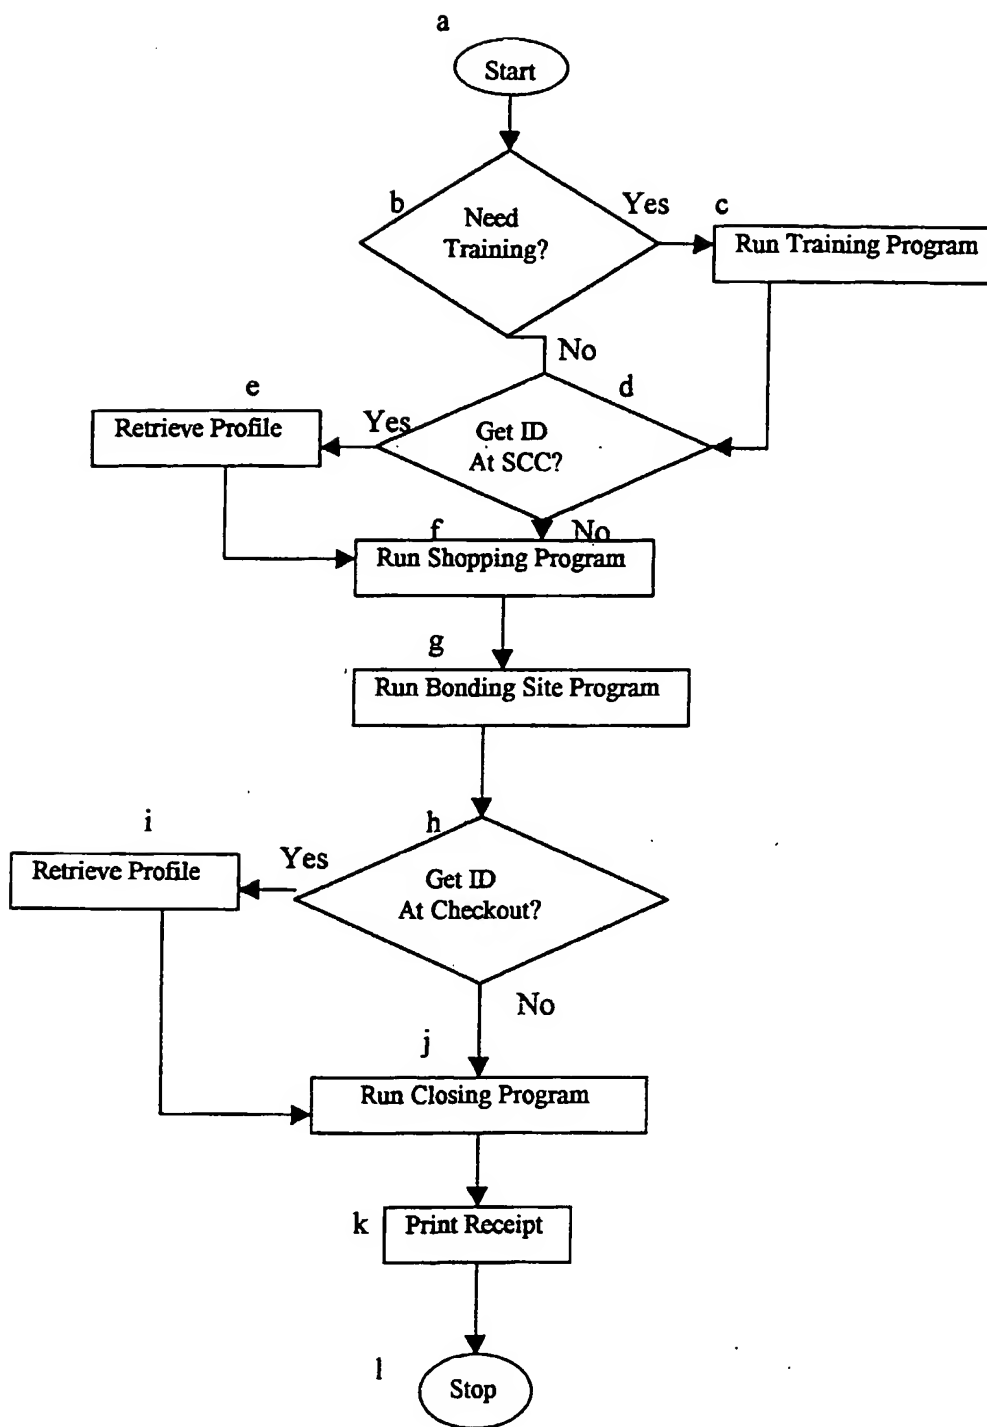 a
Start
b
Need
Training?
Yes
c
Run Training Program
No
d
e
Retrieve Profile
Yes
Get ID
At SCC?
f
No
Run Shopping Program
g
Run Bonding Site Program
h
i
Retrieve Profile
Yes
Get ID
At Checkout?
No
j
Run Closing Program
k
Print Receipt
l
Stop